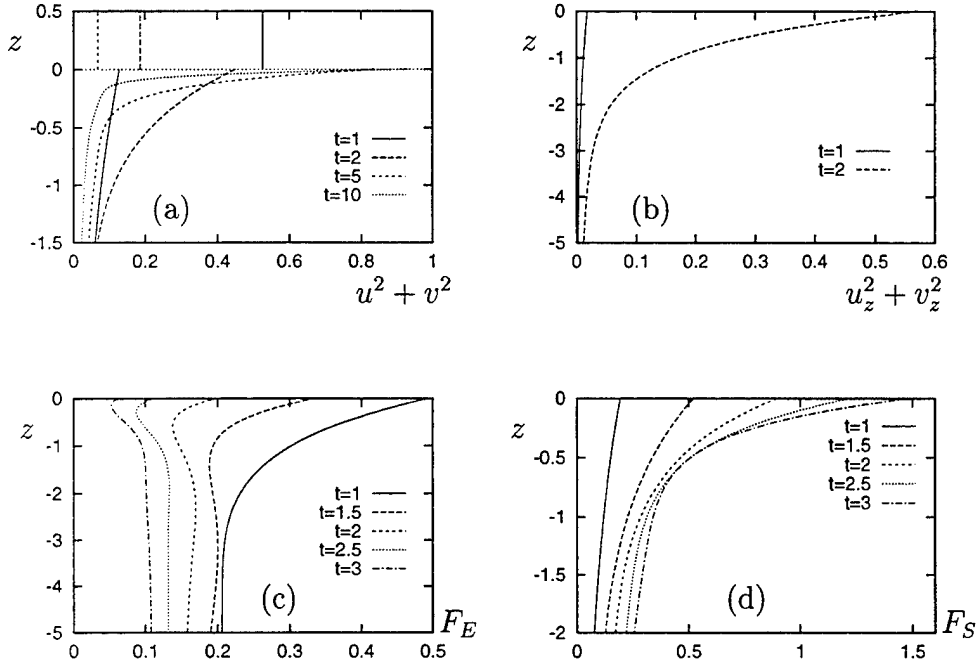 z
0.5
0
-0.5
-1
-1.5
t=1
t=2
t=5
t=10
(a)
0 0.2 0.4 0.6 0.8 1
u² + v²
z
0
-1
-2
-3
-4
-5
t=1
t=2
(b)
0 0.1 0.2 0.3 0.4 0.5 0.6
u_z² + v_z²
z
0
-1
-2
-3
-4
-5
t=1
t=1.5
t=2
t=2.5
t=3
(c)
0 0.1 0.2 0.3 0.4 0.5
F_E
z
0
-0.5
-1
-1.5
-2
t=1
t=1.5
t=2
t=2.5
t=3
(d)
0 0.5 1 1.5
F_S